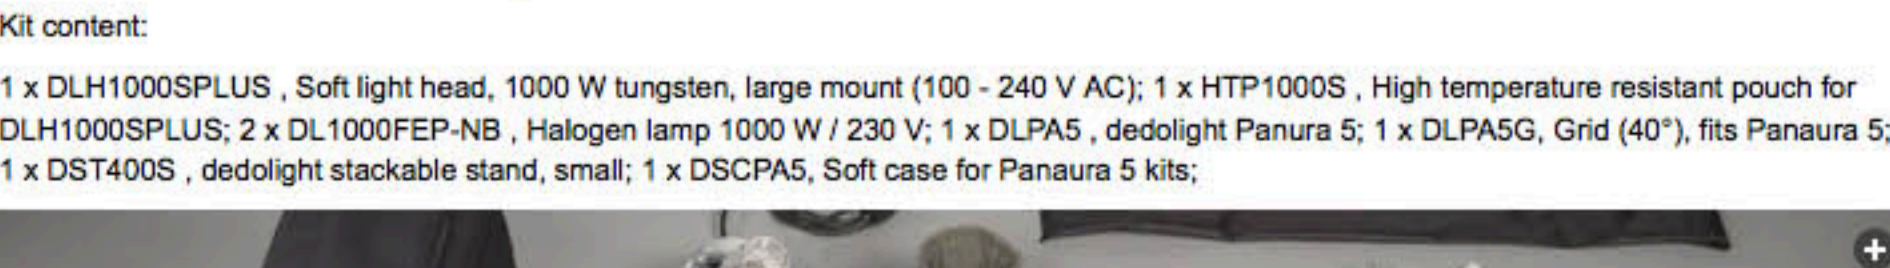 Kit content:
1 x DLH1000SPLUS , Soft light head, 1000 W tungsten, large mount (100 - 240 V AC); 1 x HTP1000S , High temperature resistant pouch for
DLH1000SPLUS; 2 x DL1000FEP-NB , Halogen lamp 1000 W / 230 V; 1 x DLPA5 , dedolight Panura 5; 1 x DLPA5G, Grid (40°), fits Panaura 5;
1 x DST400S , dedolight stackable stand, small; 1 x DSCPA5, Soft case for Panaura 5 kits;